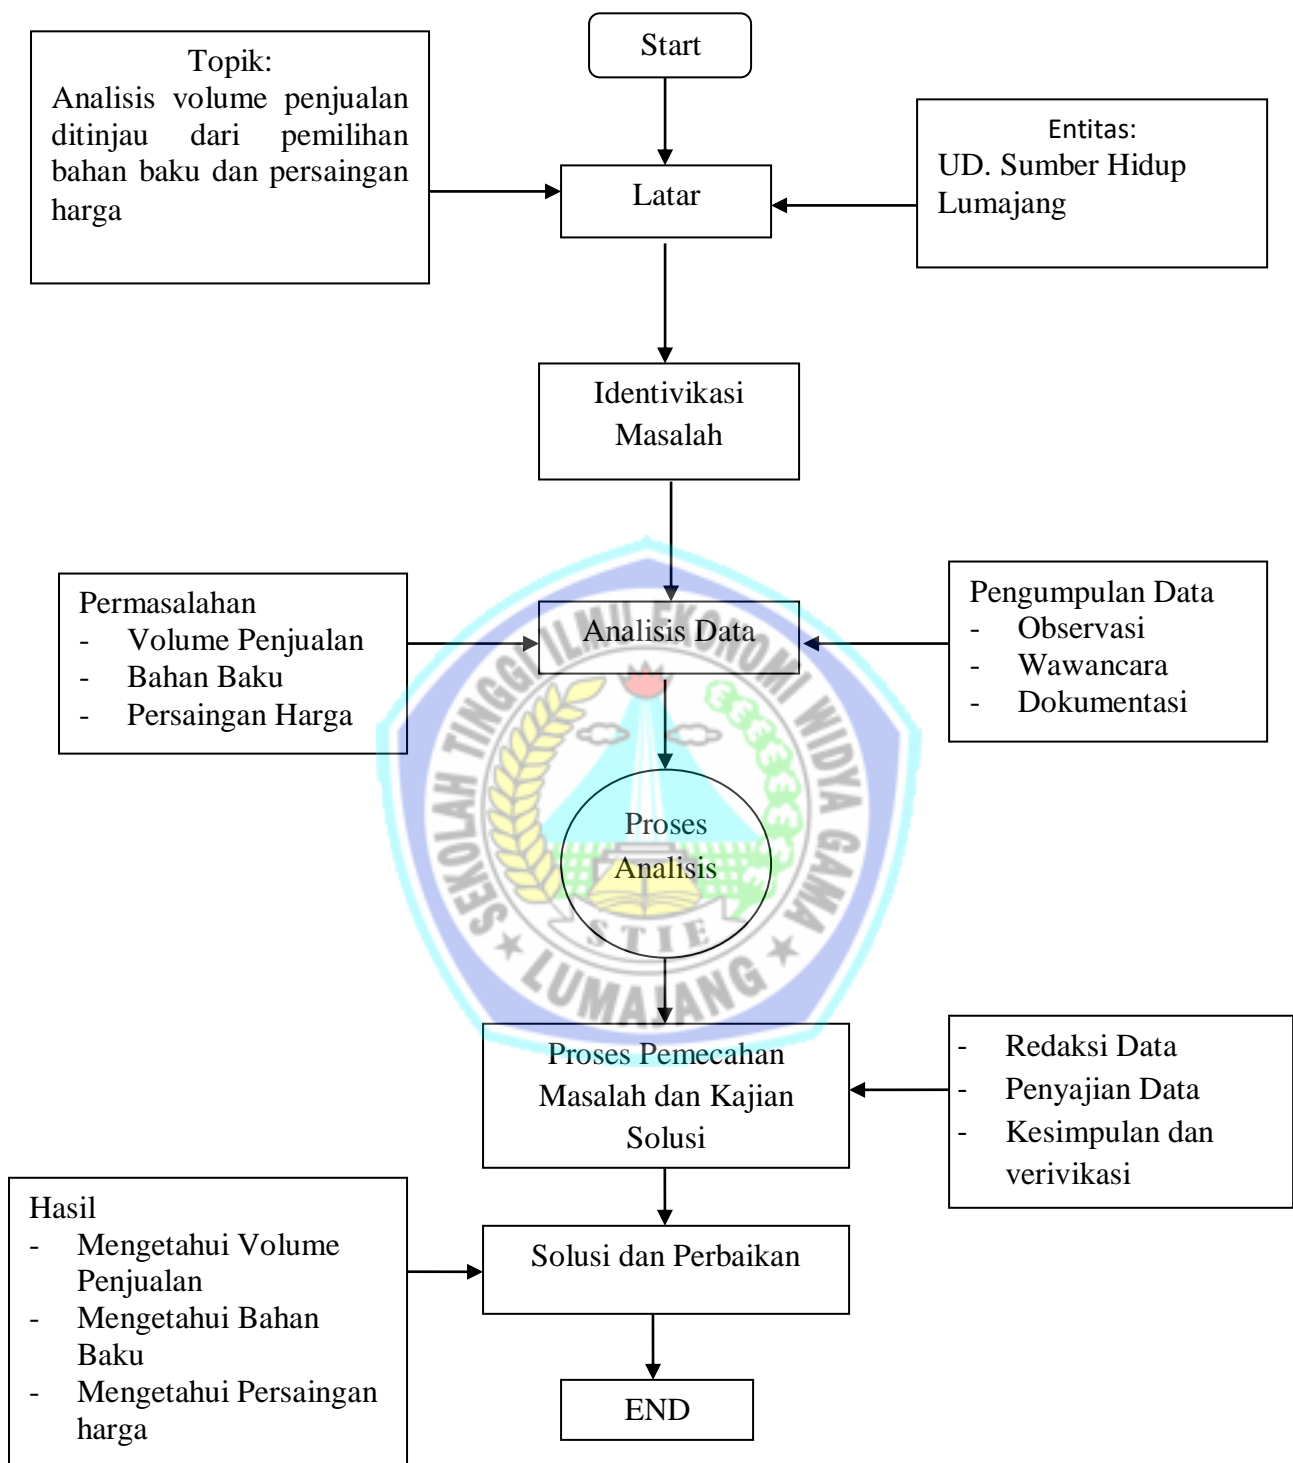 Start
Topik:
Analisis volume penjualan
ditinjau dari pemilihan
bahan baku dan persaingan
harga
Entitas:
UD. Sumber Hidup
Lumajang
Latar
Identivikasi
Masalah
Permasalahan
- Volume Penjualan
- Bahan Baku
- Persaingan Harga
Analisis Data
Pengumpulan Data
- Observasi
- Wawancara
- Dokumentasi
SEKOLAH TINGGI ILMU EKONOMI WIDYA GAMA
Proses
Analisis
STIE
LUMAJANG
Proses Pemecahan
Masalah dan Kajian
Solusi
- Redaksi Data
- Penyajian Data
- Kesimpulan dan
verivikasi
Hasil
- Mengetahui Volume
Penjualan
- Mengetahui Bahan
Baku
- Mengetahui Persaingan
harga
Solusi dan Perbaikan
END